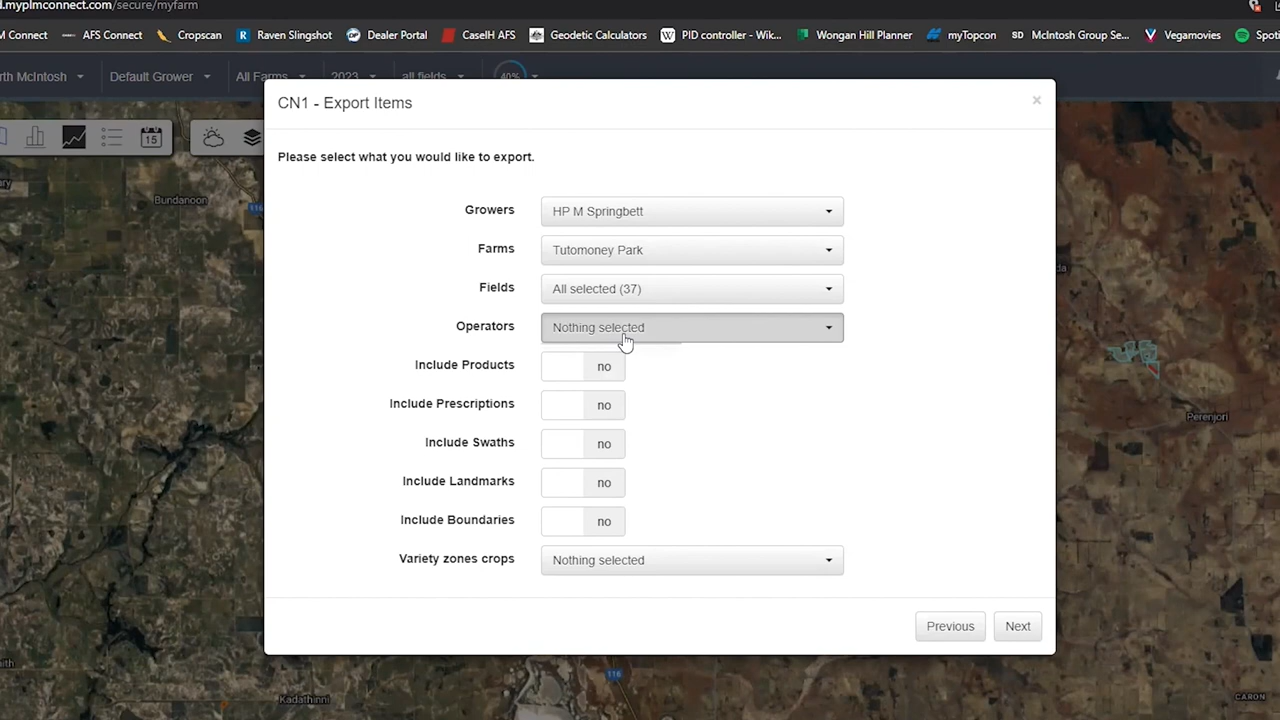 d.myplmconnect.com/secure/myfarm
M Connect AFS Connect Cropscan Raven Slingshot Dealer Portal CaseIH AFS Geodetic Calculators PID controller - Wik... Wongan Hill Planner myTopcon McIntosh Group Se... Vegamovies Spoti
rth McIntosh Default Grower All Farms 2023 all fields 40%
CN1 - Export Items ×
15
Please select what you would like to export.
Bundanoon
116
Growers HP M Springbett
Farms Tutomoney Park
Fields All selected (37)
Operators Nothing selected
Include Products no
Include Prescriptions no
Include Swaths no
Include Landmarks no
Include Boundaries no
Variety zones crops Nothing selected
Perenjori
Previous Next
116
Kadathinni
CARON